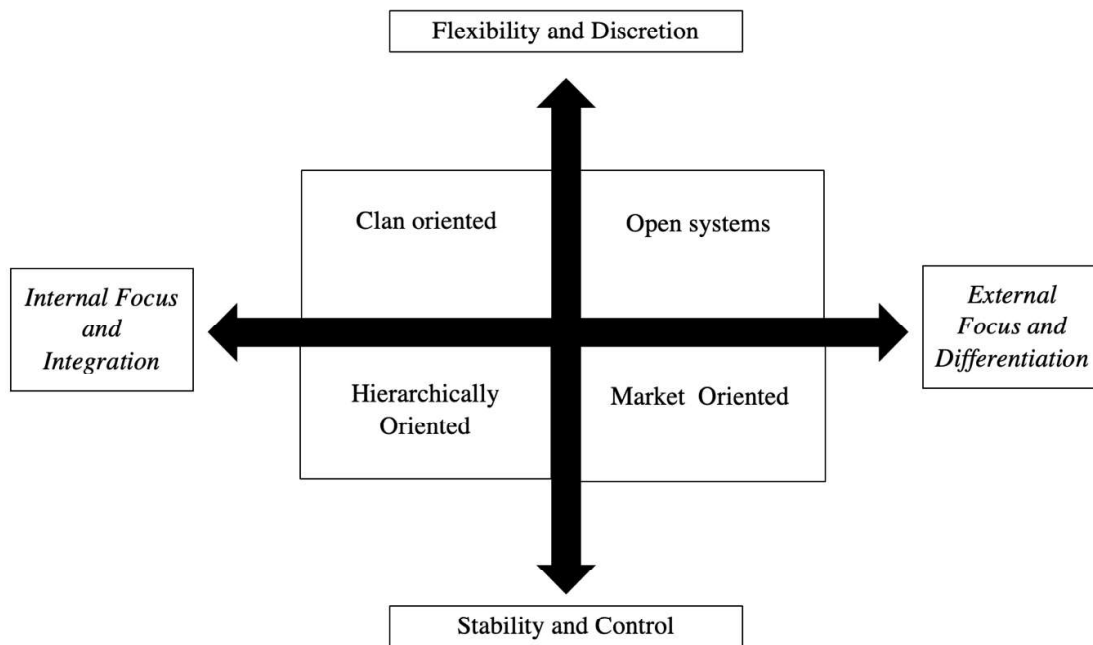 Flexibility and Discretion
Clan oriented
Open systems
Internal Focus
and
Integration
External
Focus and
Differentiation
Hierarchically
Oriented
Market Oriented
Stability and Control